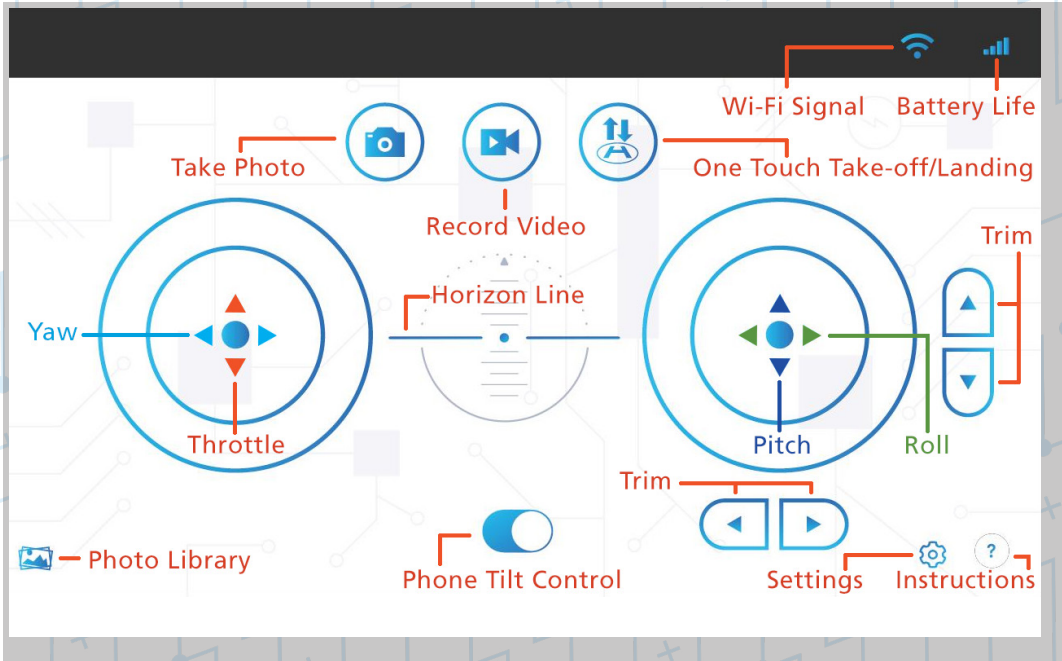 Wi-Fi Signal
Battery Life
Take Photo
One Touch Take-off/Landing
Record Video
Trim
Horizon Line
Yaw
Throttle
Pitch
Roll
Trim
Photo Library
Phone Tilt Control
Settings
?
Instructions